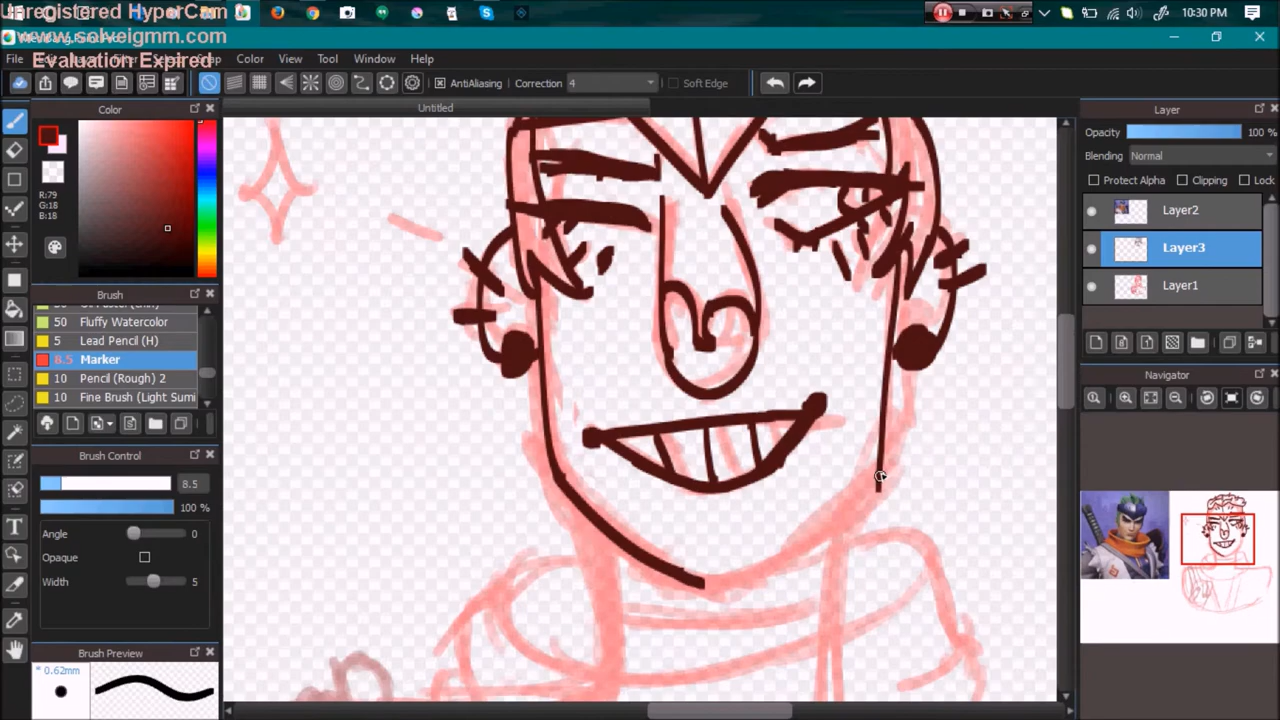 Unregistered HyperCam 2
www.solveigmm.com
Evaluation Expired
10:30 PM
File
Select
Snap
Color
View
Tool
Window
Help
AntiAliasing
Correction
4
Soft Edge
Untitled
Color
R:79
G:18
B:18
Brush
50 Fluffy Watercolor
5 Lead Pencil (H)
8.5 Marker
10 Pencil (Rough) 2
10 Fine Brush (Light Sumi
Brush Control
8.5
100 %
Angle
0
Opaque
Width
5
Brush Preview
* 0.62mm
Layer
Opacity
100 %
Blending
Normal
Protect Alpha
Clipping
Lock
Layer2
Layer3
Layer1
Navigator